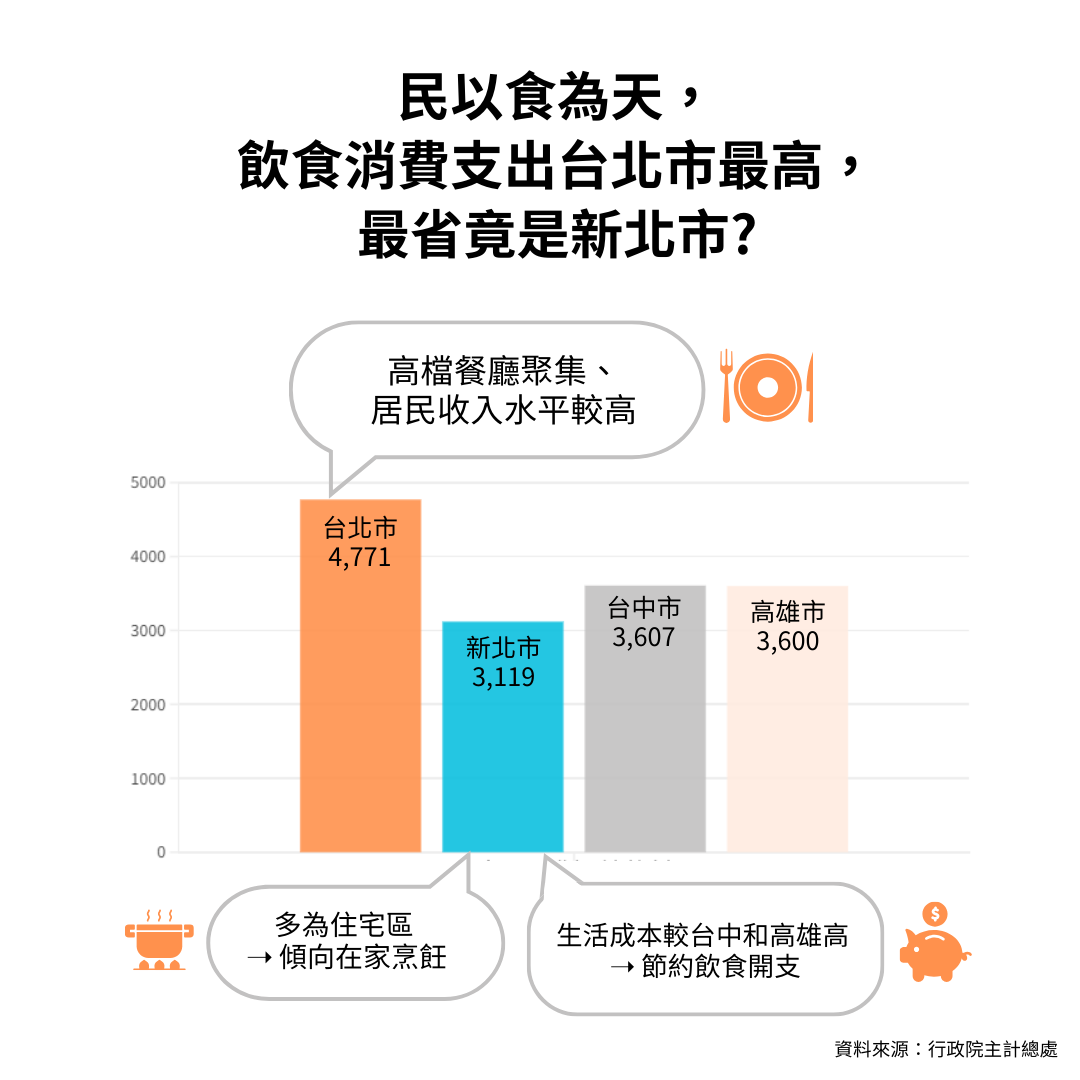 民以食為天，
飲食消費支出台北市最高，
最省竟是新北市?
高檔餐廳聚集、
居民收入水平較高
5000
4000
3000
2000
1000
0
台北市
4,771
新北市
3,119
台中市
3,607
高雄市
3,600
多為住宅區
→ 傾向在家烹飪
生活成本較台中和高雄高
→ 節約飲食開支
$
資料來源：行政院主計總處